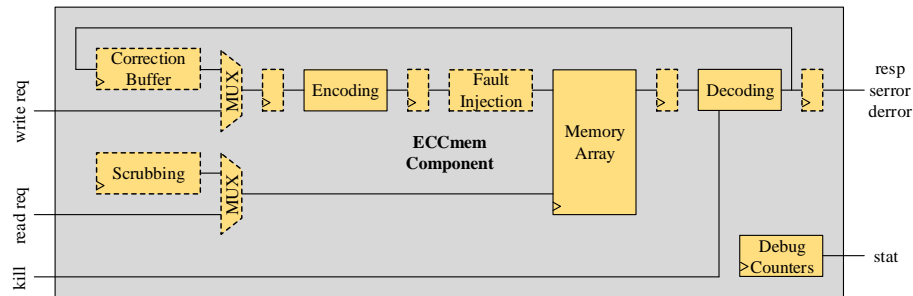 Correction
Buffer
MUX
Encoding
Fault
Injection
Memory
Array
Decoding
resp
serror
derror
write req
ECCmem
Component
Scrubbing
MUX
read req
Debug
Counters
stat
kill